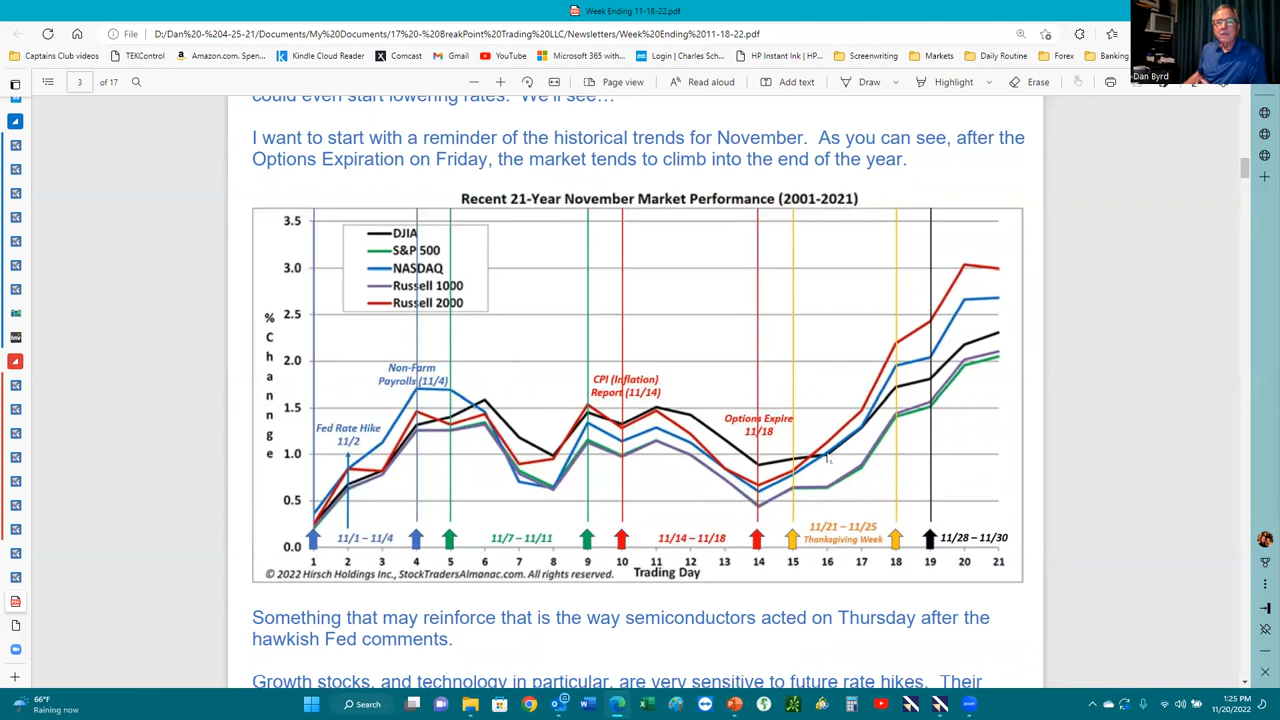 Week Ending 11-18-22.pdf
File D:/Dan%20-%204-25-21/Documents/My%20Documents/17%20-%20BreakPoint%20Trading%20LLC/Newsletters/Week%20Ending%2011-18-22.pdf
Captains Club videos
TEKControl
Amazon.com. Spen...
Kindle Cloud Reader
Comcast
Gmail
YouTube
Microsoft 365 with...
Login | Charles Sch...
HP Instant Ink | HP...
Screenwriting
Markets
Daily Routine
Forex
Banking
Dan Byrd
3 of 17
Page view
Read aloud
Add text
Draw
Highlight
Erase
could even start lowering rates. We'll see…
I want to start with a reminder of the historical trends for November. As you can see, after the
Options Expiration on Friday, the market tends to climb into the end of the year.
Recent 21-Year November Market Performance (2001-2021)
3.5
3.0
2.5
2.0
1.5
1.0
0.5
0.0
% Change
DJIA
S&P 500
NASDAQ
Russell 1000
Russell 2000
Non-Farm
Payrolls (11/4)
Fed Rate Hike
11/2
CPI (Inflation)
Report (11/14)
Options Expire
11/18
11/1 – 11/4
11/7 – 11/11
11/14 – 11/18
11/21 – 11/25
Thanksgiving Week
11/28 – 11/30
1 2 3 4 5 6 7 8 9 10 11 12 13 14 15 16 17 18 19 20 21
© 2022 Hirsch Holdings Inc., StockTradersAlmanac.com. All rights reserved.
Trading Day
Something that may reinforce that is the way semiconductors acted on Thursday after the
hawkish Fed comments.
Growth stocks, and technology in particular, are very sensitive to future rate hikes. Their
66°F
Raining now
Search
1:25 PM
11/20/2022